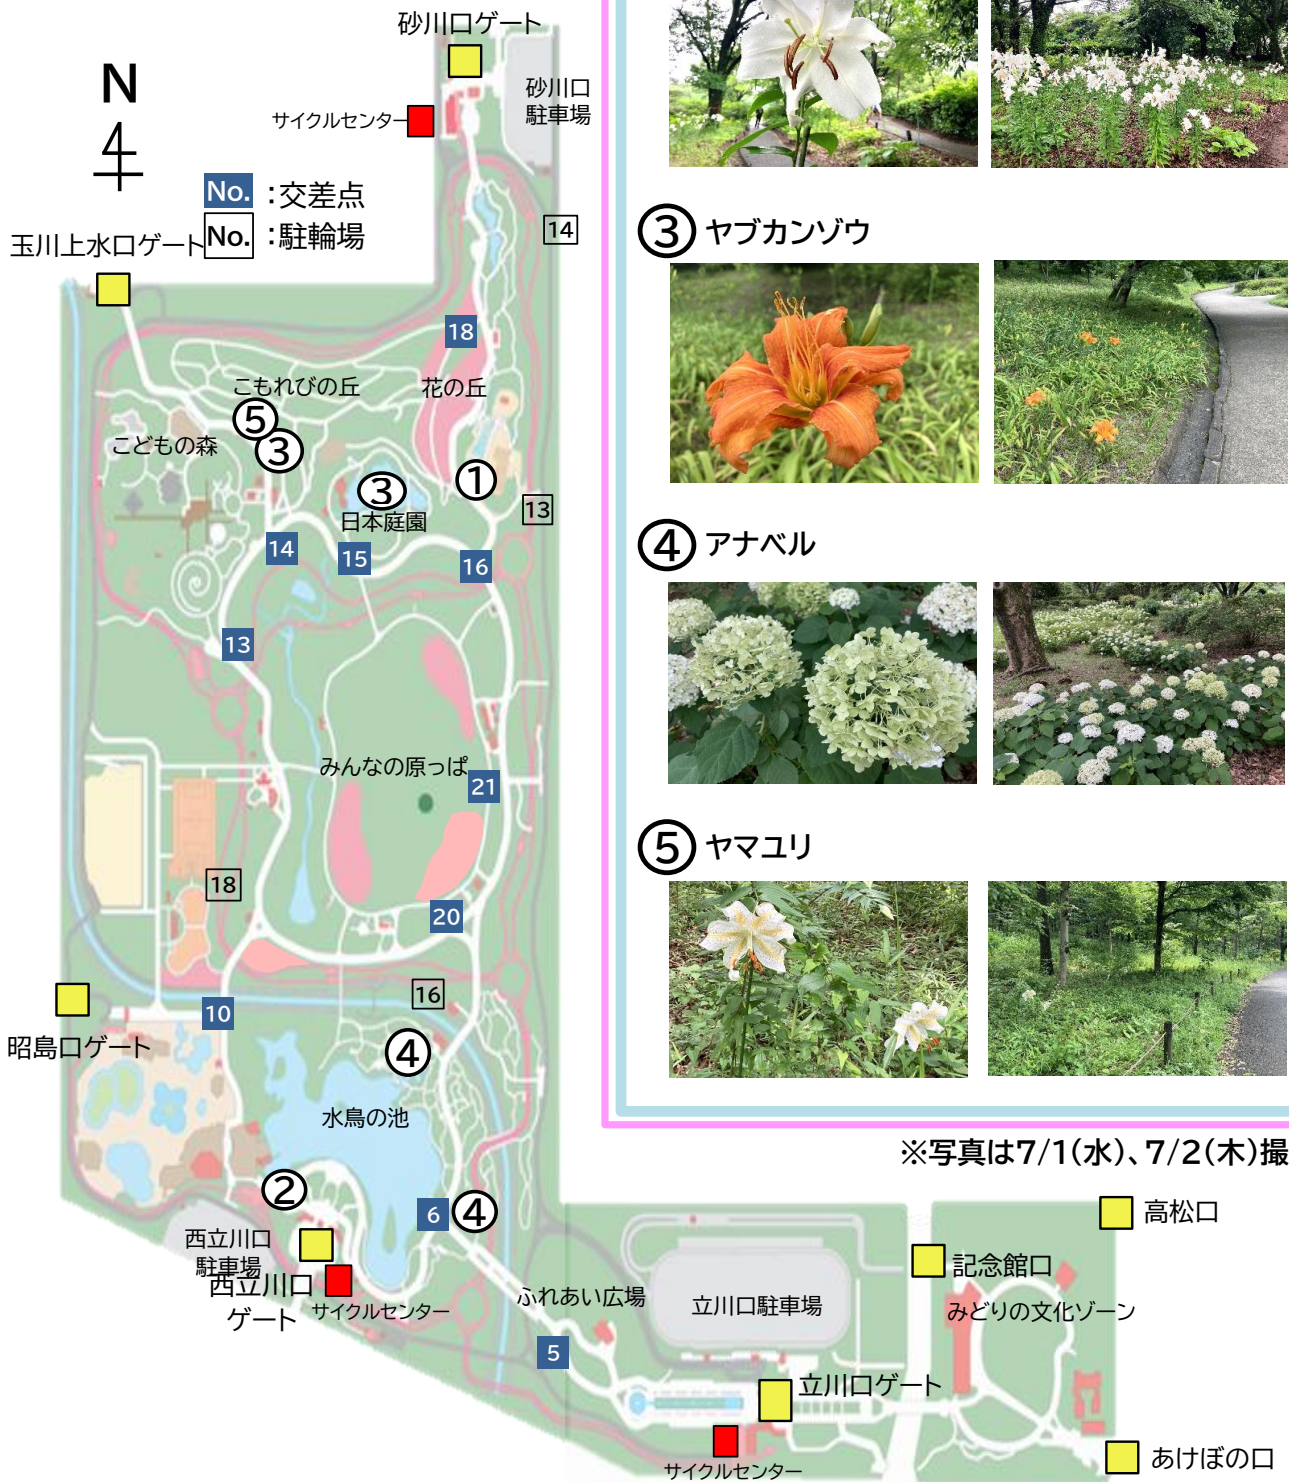 砂川口ゲート
N
サイクルセンター
砂川口
駐車場
No. ：交差点
No. ：駐輪場
14
玉川上水口ゲート
③ ヤブカンゾウ
18
こもれびの丘
花の丘
⑤
こどもの森
③
③
①
13
日本庭園
④ アナベル
14
15
16
13
みんなの原っぱ
21
⑤ ヤマユリ
18
20
16
10
昭島口ゲート
④
水鳥の池
※写真は7/1(水)、7/2(木)撮
②
6
④
高松口
西立川口
駐車場
記念館口
西立川口
ゲート
サイクルセンター
ふれあい広場
立川口駐車場
みどりの文化ゾーン
5
立川口ゲート
サイクルセンター
あけぼの口